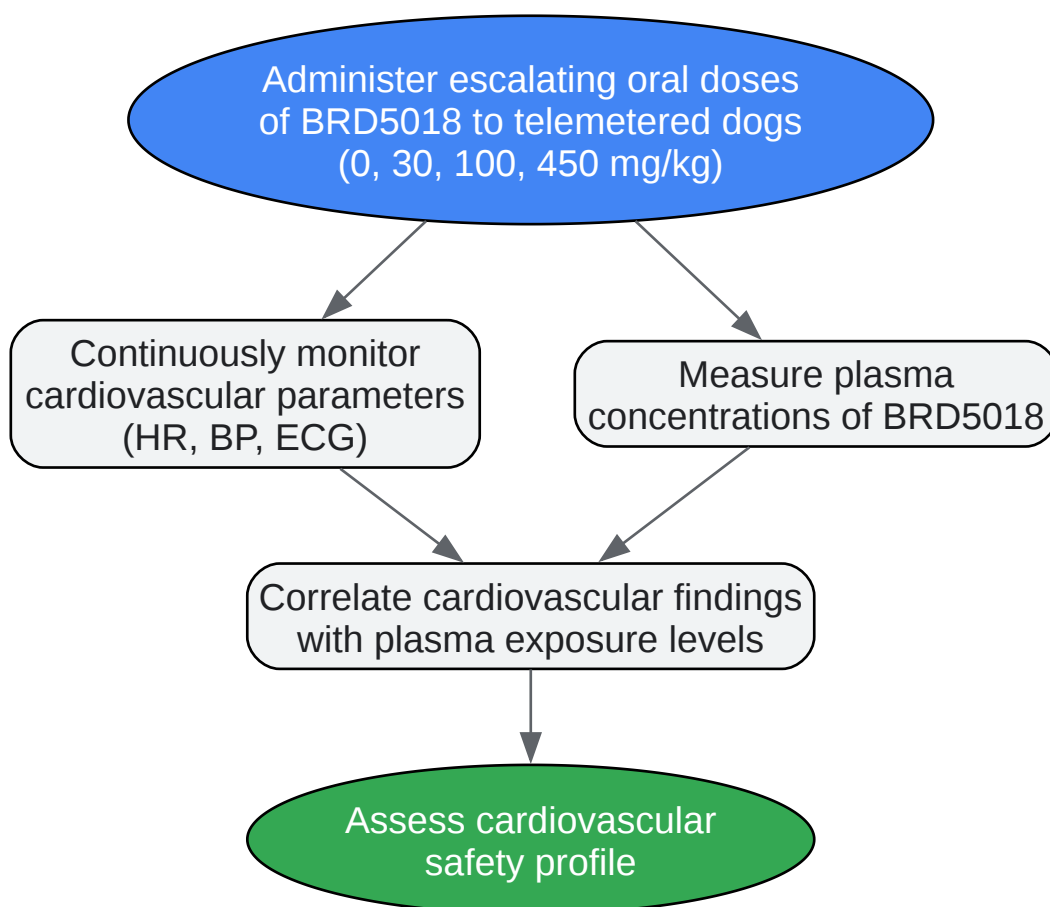 Administer escalating oral doses
of BRD5018 to telemetered dogs
(0, 30, 100, 450 mg/kg)
Continuously monitor
cardiovascular parameters
(HR, BP, ECG)
Measure plasma
concentrations of BRD5018
Correlate cardiovascular findings
with plasma exposure levels
Assess cardiovascular
safety profile